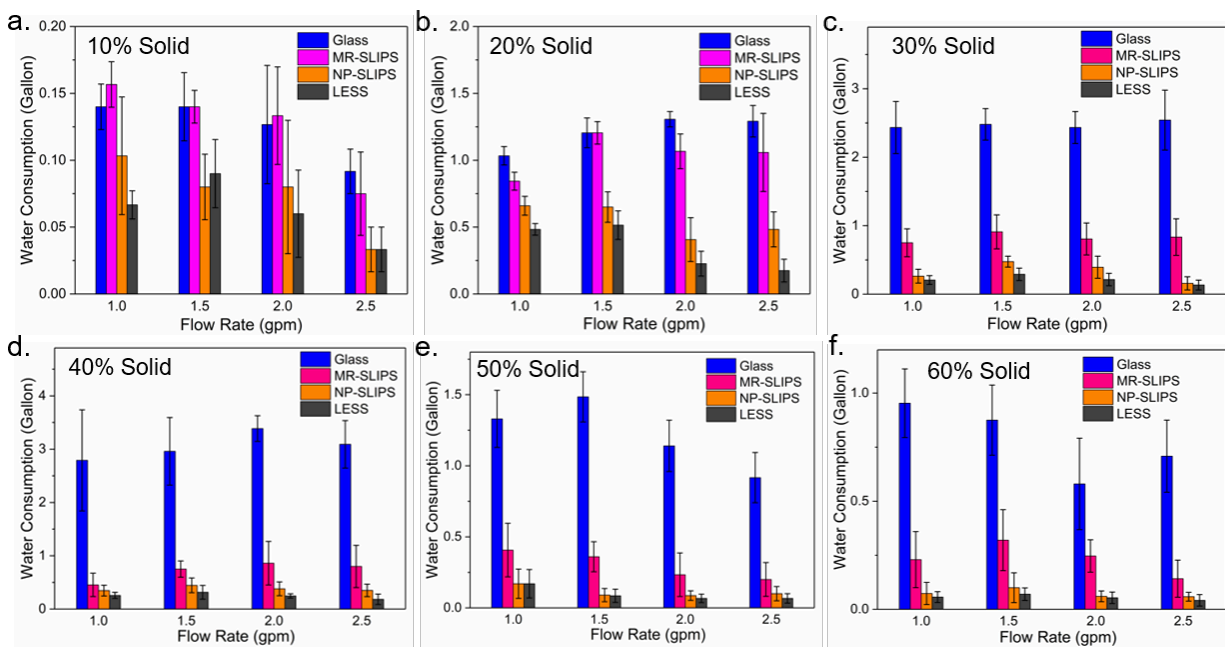 a.
10% Solid
Glass
MR-SLIPS
NP-SLIPS
LESS
Water Consumption (Gallon)
0.20
0.15
0.10
0.05
0.00
1.0 1.5 2.0 2.5
Flow Rate (gpm)
b.
20% Solid
Glass
MR-SLIPS
NP-SLIPS
LESS
Water Consumption (Gallon)
2.0
1.5
1.0
0.5
0.0
1.0 1.5 2.0 2.5
Flow Rate (gpm)
c.
30% Solid
Glass
MR-SLIPS
NP-SLIPS
LESS
Water Consumption (Gallon)
3
2
1
0
1.0 1.5 2.0 2.5
Flow Rate (gpm)
d.
40% Solid
Glass
MR-SLIPS
NP-SLIPS
LESS
Water Consumption (Gallon)
4
3
2
1
0
1.0 1.5 2.0 2.5
Flow Rate (gpm)
e.
50% Solid
Glass
MR-SLIPS
NP-SLIPS
LESS
Water Consumption (Gallon)
1.5
1.0
0.5
0.0
1.0 1.5 2.0 2.5
Flow Rate (gpm)
f.
60% Solid
Glass
MR-SLIPS
NP-SLIPS
LESS
Water Consumption (Gallon)
1.0
0.5
0.0
1.0 1.5 2.0 2.5
Flow Rate (gpm)